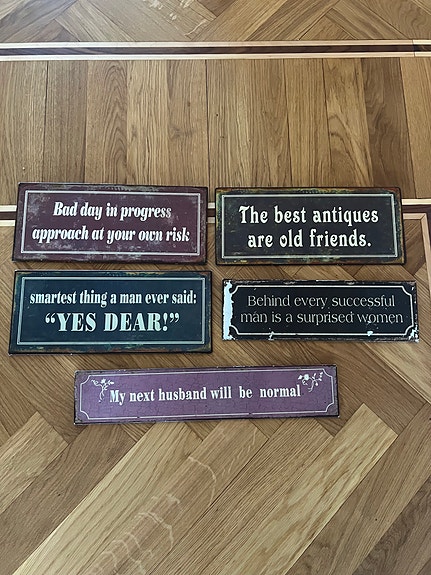 Bad day in progress
approach at your own risk
The best antiques
are old friends.
smartest thing a man ever said:
“YES DEAR!”
Behind every successful
man is a surprised women
My next husband will be normal